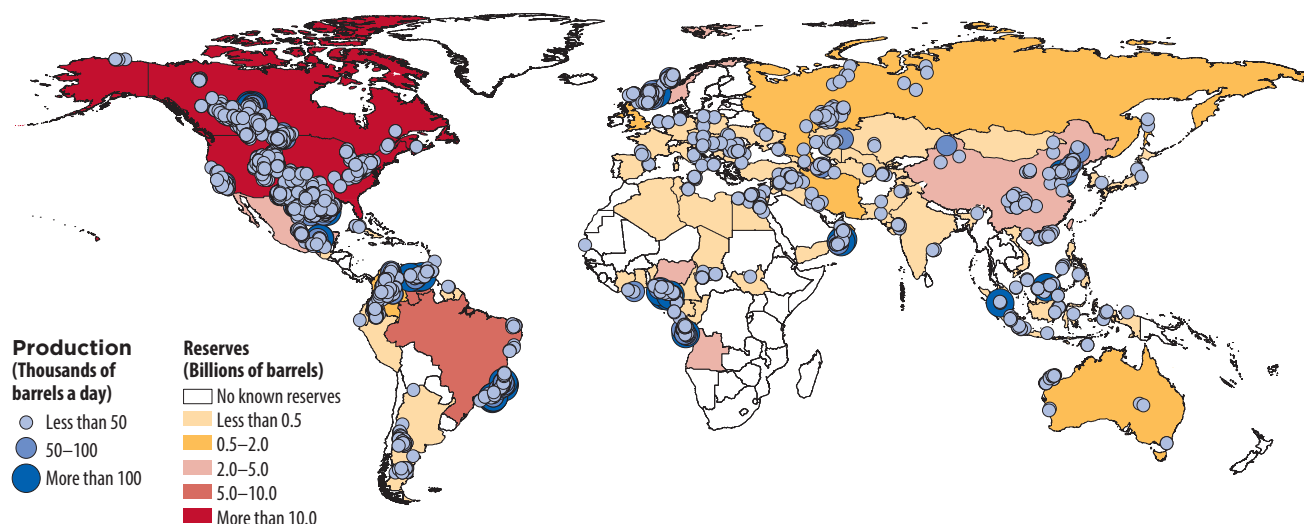 Production
(Thousands of
barrels a day)
Less than 50
50–100
More than 100
Reserves
(Billions of barrels)
No known reserves
Less than 0.5
0.5–2.0
2.0–5.0
5.0–10.0
More than 10.0